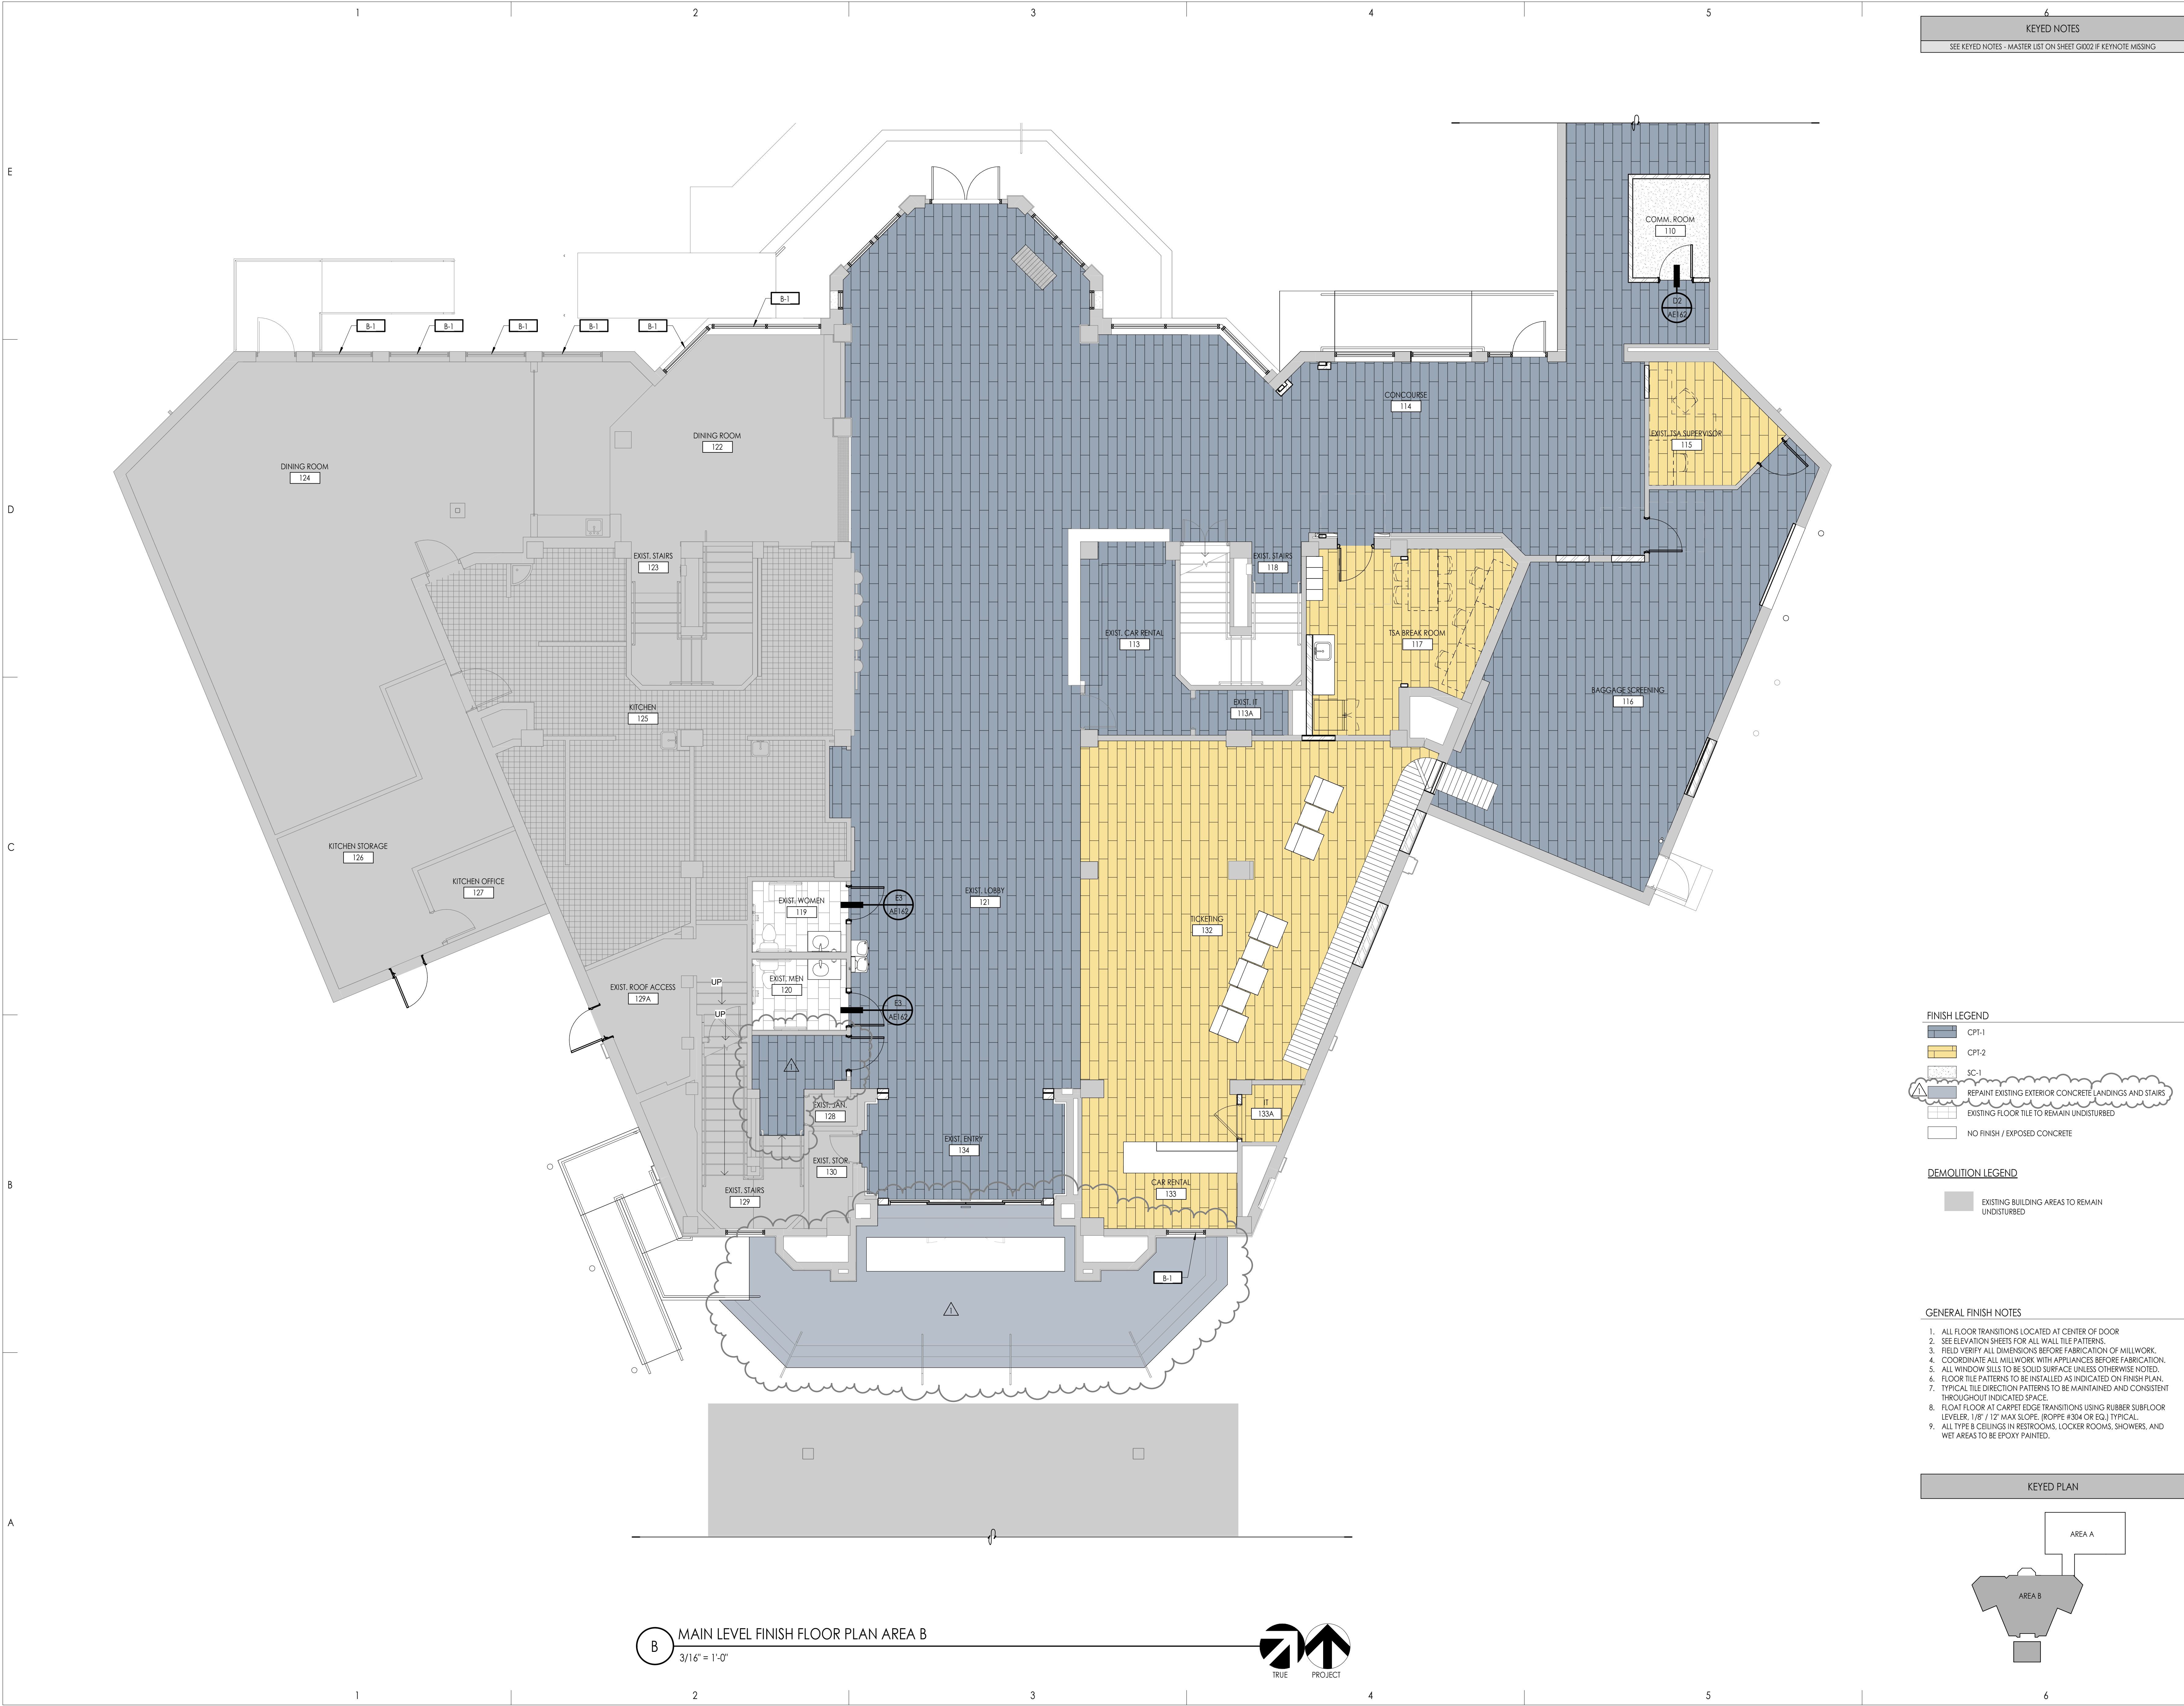 1 2 3 4 5 6
KEYED NOTES
SEE KEYED NOTES - MASTER LIST ON SHEET GI002 IF KEYNOTE MISSING
E
COMM. ROOM
110
D2
AE162
B-1
B-1
B-1
B-1
B-1
B-1
CONCOURSE
114
DINING ROOM
122
EXIST. TSA SUPERVISOR
115
DINING ROOM
124
D
EXIST. STAIRS
123
EXIST. STAIRS
118
EXIST. CAR RENTAL
113
TSA BREAK ROOM
117
BAGGAGE SCREENING
116
EXIST. IT
113A
KITCHEN
125
C
KITCHEN STORAGE
126
KITCHEN OFFICE
127
EXIST. WOMEN
119
E3
AE162
EXIST. LOBBY
121
TICKETING
132
EXIST. MEN
120
EXIST. ROOF ACCESS
129A
UP
UP
E3
AE162
1
EXIST. JAN.
128
IT
133A
EXIST. ENTRY
134
EXIST. STOR.
130
EXIST. STAIRS
129
CAR RENTAL
133
B
B-1
1
FINISH LEGEND
CPT-1
CPT-2
SC-1
1
REPAINT EXISTING EXTERIOR CONCRETE LANDINGS AND STAIRS
EXISTING FLOOR TILE TO REMAIN UNDISTURBED
NO FINISH / EXPOSED CONCRETE
DEMOLITION LEGEND
EXISTING BUILDING AREAS TO REMAIN
UNDISTURBED
GENERAL FINISH NOTES
1. ALL FLOOR TRANSITIONS LOCATED AT CENTER OF DOOR
2. SEE ELEVATION SHEETS FOR ALL WALL TILE PATTERNS.
3. FIELD VERIFY ALL DIMENSIONS BEFORE FABRICATION OF MILLWORK.
4. COORDINATE ALL MILLWORK WITH APPLIANCES BEFORE FABRICATION.
5. ALL WINDOW SILLS TO BE SOLID SURFACE UNLESS OTHERWISE NOTED.
6. FLOOR TILE PATTERNS TO BE INSTALLED AS INDICATED ON FINISH PLAN.
7. TYPICAL TILE DIRECTION PATTERNS TO BE MAINTAINED AND CONSISTENT
THROUGHOUT INDICATED SPACE.
8. FLOAT FLOOR AT CARPET EDGE TRANSITIONS USING RUBBER SUBFLOOR
LEVELER, 1/8" / 12" MAX SLOPE. (ROPPE #304 OR EQ.) TYPICAL.
9. ALL TYPE B CEILINGS IN RESTROOMS, LOCKER ROOMS, SHOWERS, AND
WET AREAS TO BE EPOXY PAINTED.
KEYED PLAN
AREA A
AREA B
A
B
MAIN LEVEL FINISH FLOOR PLAN AREA B
3/16" = 1'-0"
TRUE
PROJECT
1 2 3 4 5 6